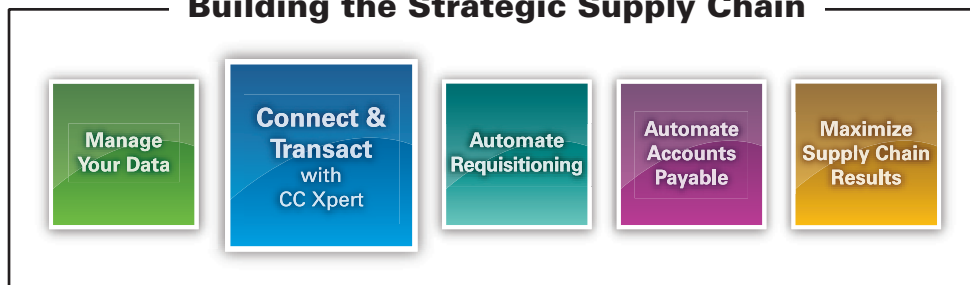 Building the Strategic Supply Chain
Manage
Your Data
Connect &
Transact
with
CC Xpert
Automate
Requisitioning
Automate
Accounts
Payable
Maximize
Supply Chain
Results